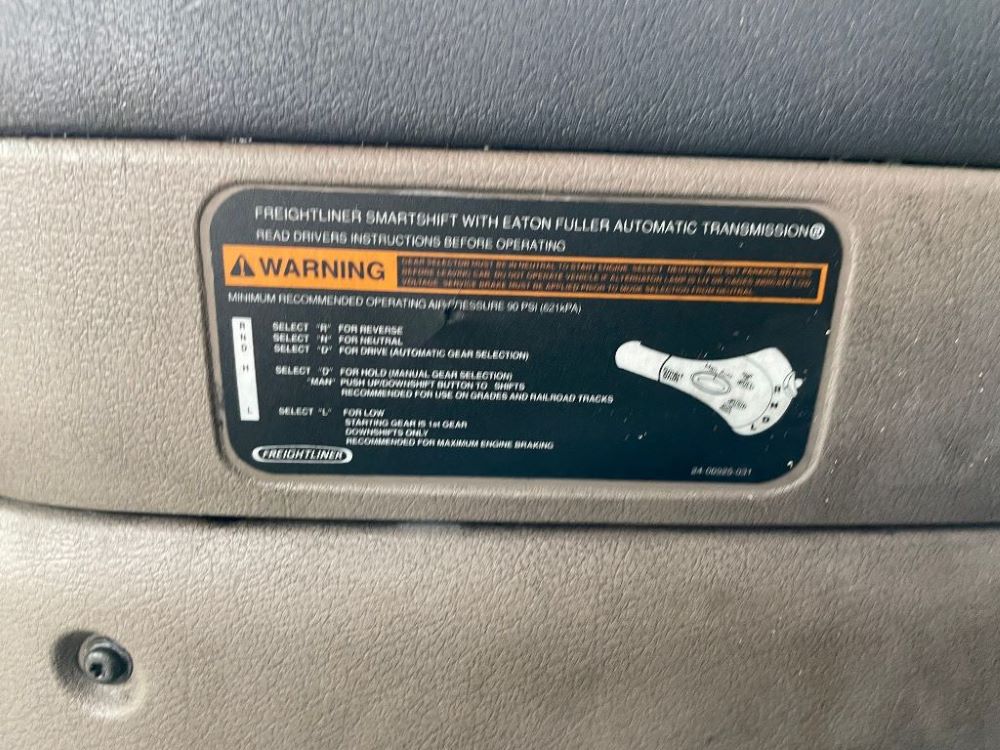 FREIGHTLINER SMARTSHIFT WITH EATON FULLER AUTOMATIC TRANSMISSION®
READ DRIVERS INSTRUCTIONS BEFORE OPERATING
WARNING
GEAR SELECTOR MUST BE IN NEUTRAL TO START ENGINE. SELECT NEUTRAL AND SET PARKING BRAKES
BEFORE LEAVING CAB. DO NOT OPERATE VEHICLE IF ALTERNATOR LAMP IS LIT OR GAGES INDICATE LOW
VOLTAGE. SERVICE BRAKE MUST BE APPLIED PRIOR TO MOVE SELECTION FROM NEUTRAL.
MINIMUM RECOMMENDED OPERATING AIR PRESSURE 90 PSI (621kPA)
R
N
D
H
L
SELECT "R" FOR REVERSE
SELECT "N" FOR NEUTRAL
SELECT "D" FOR DRIVE (AUTOMATIC GEAR SELECTION)
SELECT "D" FOR HOLD (MANUAL GEAR SELECTION)
"MAN" PUSH UP/DOWNSHIFT BUTTON TO SHIFTS
RECOMMENDED FOR USE ON GRADES AND RAILROAD TRACKS
SELECT "L" FOR LOW
STARTING GEAR IS 1st GEAR
DOWNSHIFTS ONLY
RECOMMENDED FOR MAXIMUM ENGINE BRAKING
R
N
D
L
FREIGHTLINER
24-00925-031